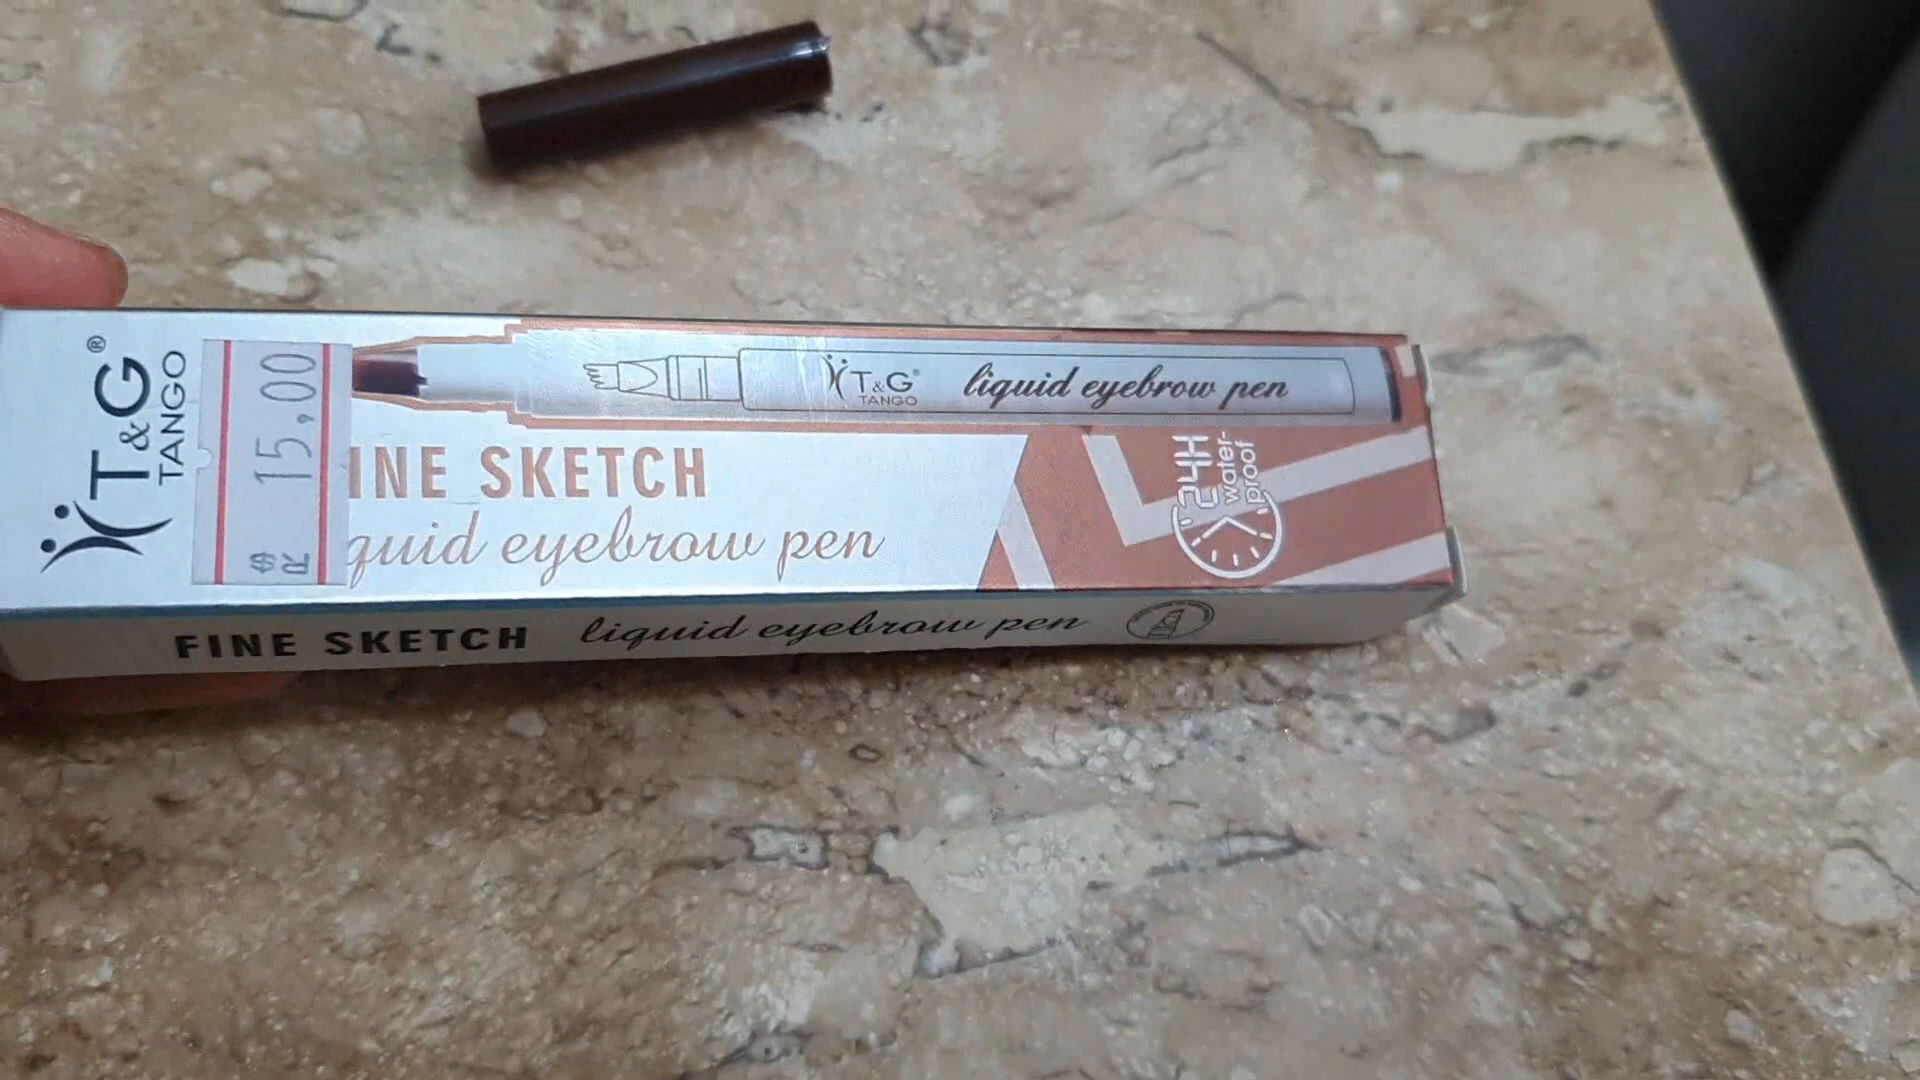 T&G®
TANGO
R$ 15,00
T&G®
TANGO
liquid eyebrow pen
INE SKETCH
quid eyebrow pen
24H
water-
proof
FINE SKETCH liquid eyebrow pen